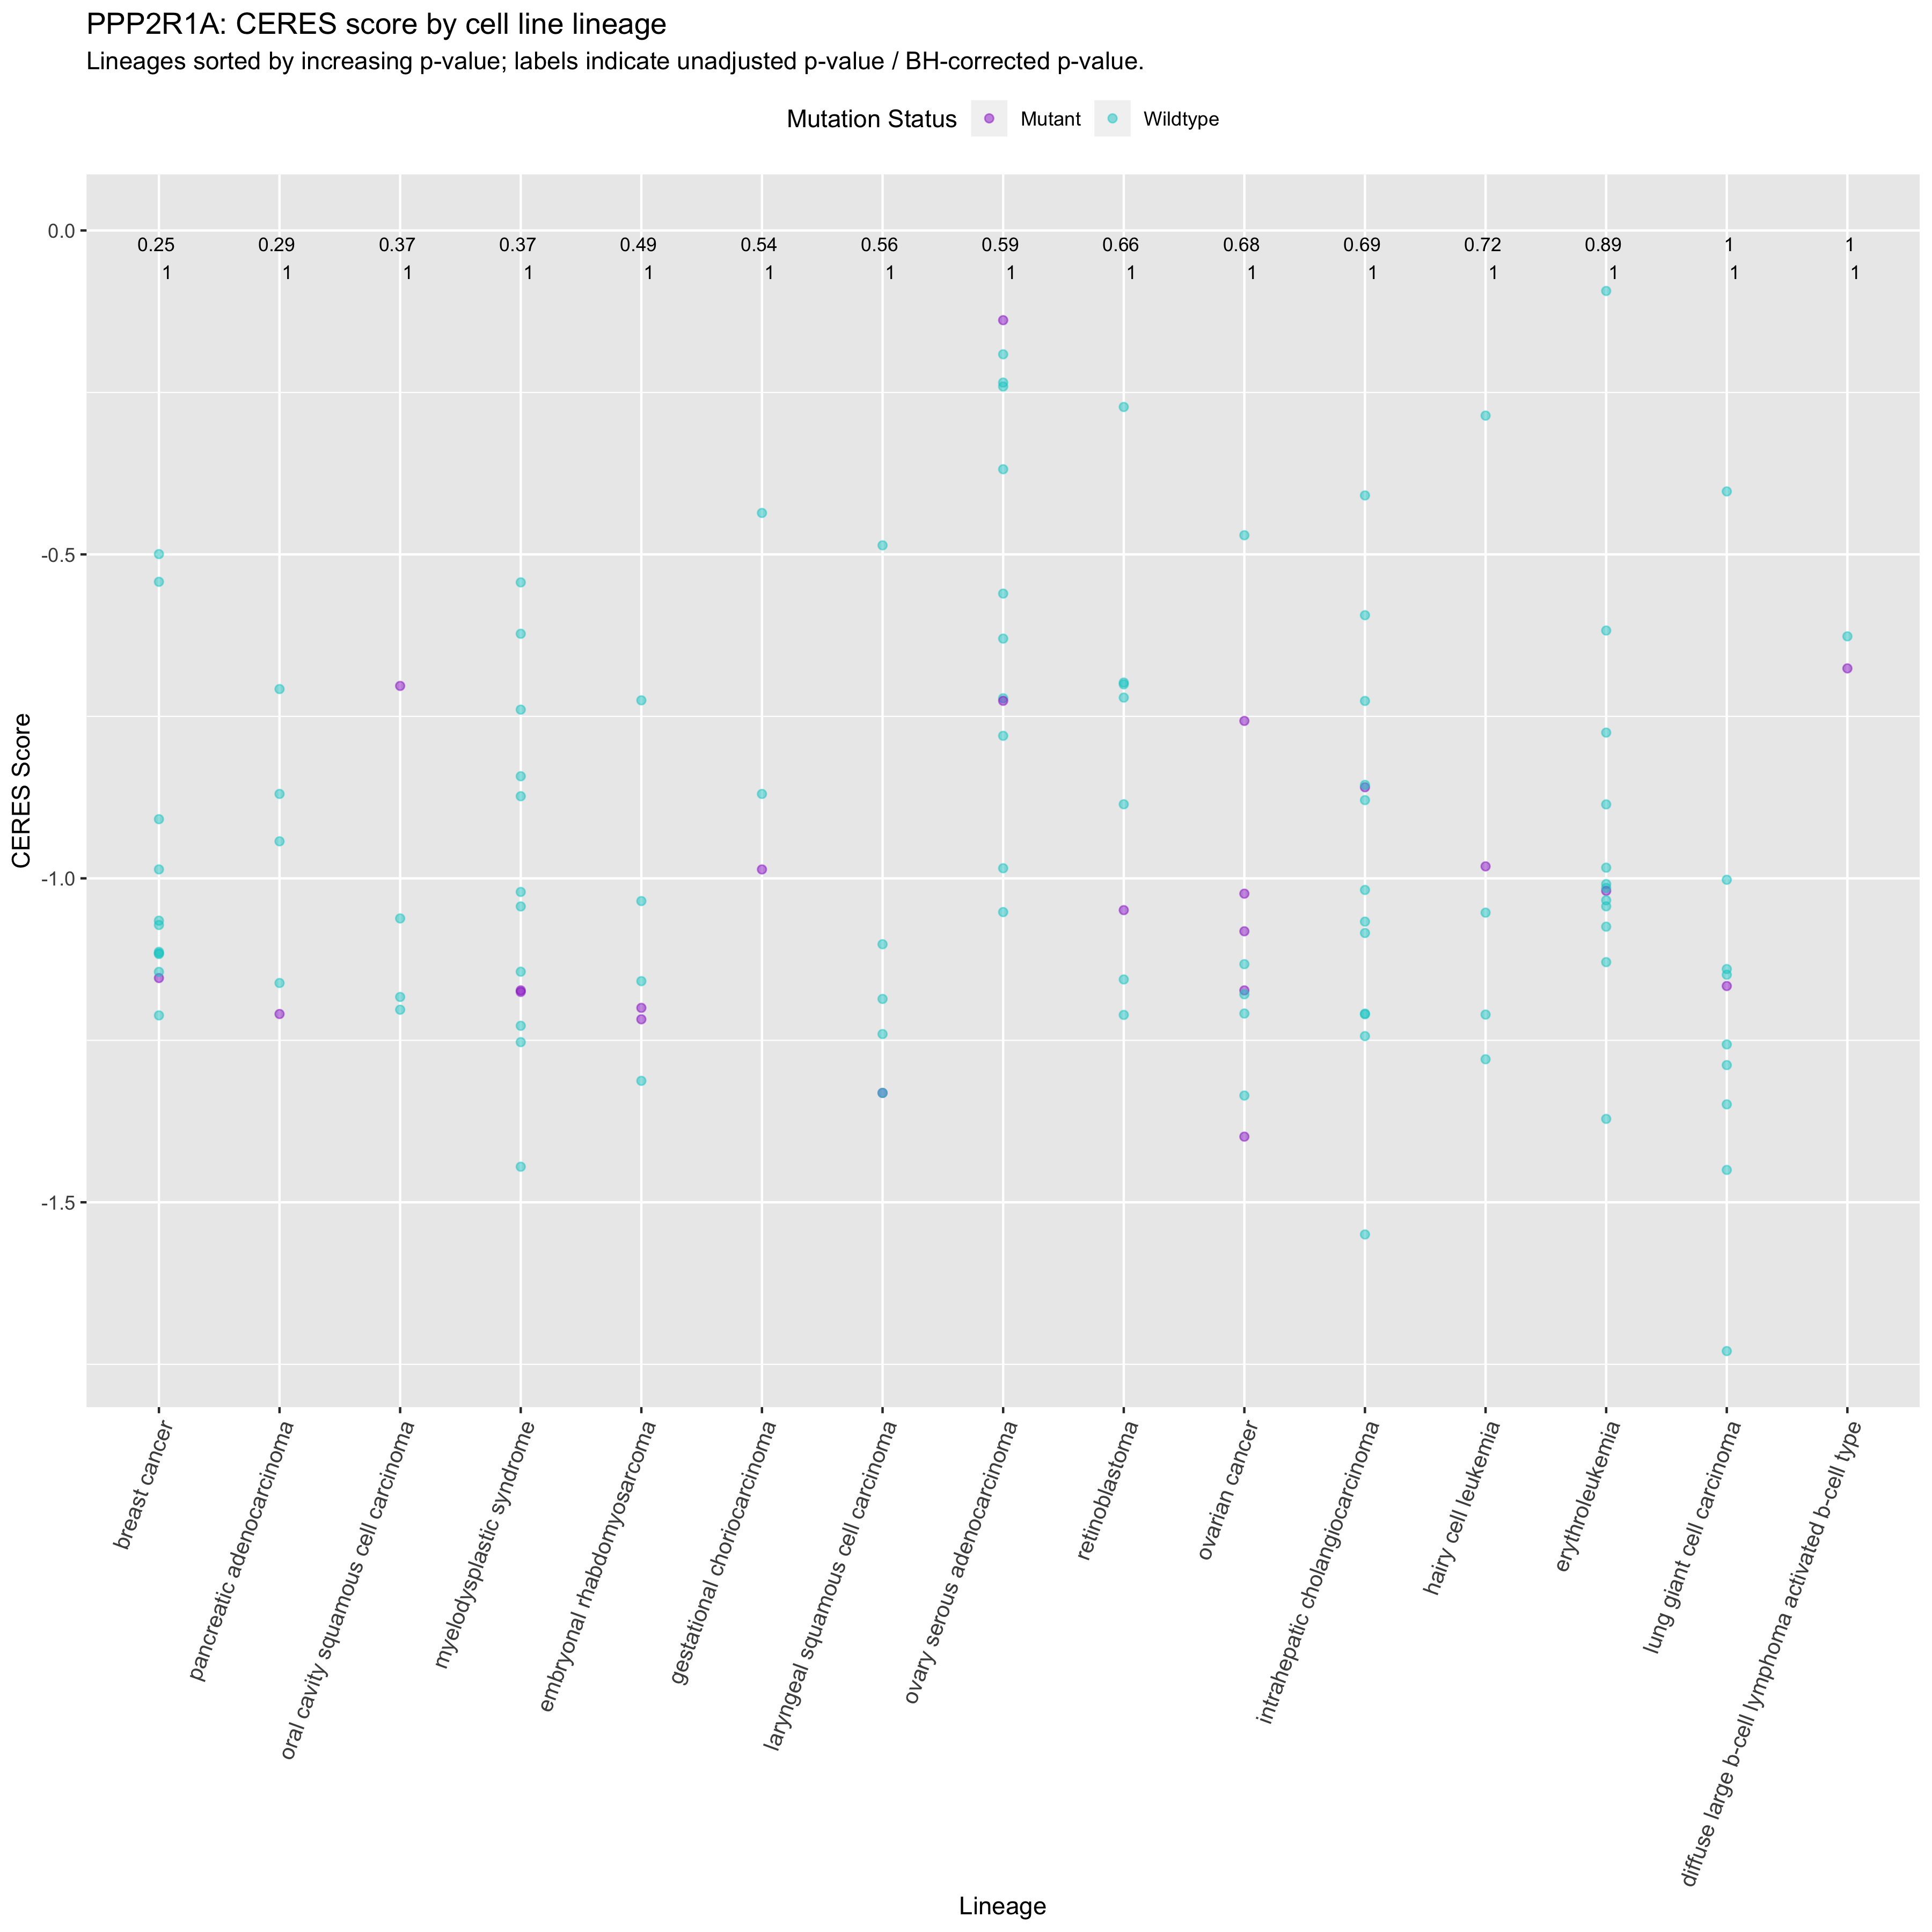 PPP2R1A: CERES score by cell line lineage
Lineages sorted by increasing p-value; labels indicate unadjusted p-value / BH-corrected p-value.
Mutation Status Mutant Wildtype
0.0
0.25 0.29 0.37 0.37 0.49 0.54 0.56 0.59 0.66 0.68 0.69 0.72 0.89 1 1
1 1 1 1 1 1 1 1 1 1 1 1 1 1 1
-0.5
-1.0
-1.5
CERES Score
breast cancer
pancreatic adenocarcinoma
oral cavity squamous cell carcinoma
myelodysplastic syndrome
embryonal rhabdomyosarcoma
gestational choriocarcinoma
laryngeal squamous cell carcinoma
ovary serous adenocarcinoma
retinoblastoma
ovarian cancer
intrahepatic cholangiocarcinoma
hairy cell leukemia
erythroleukemia
lung giant cell carcinoma
diffuse large b-cell lymphoma activated b-cell type
Lineage